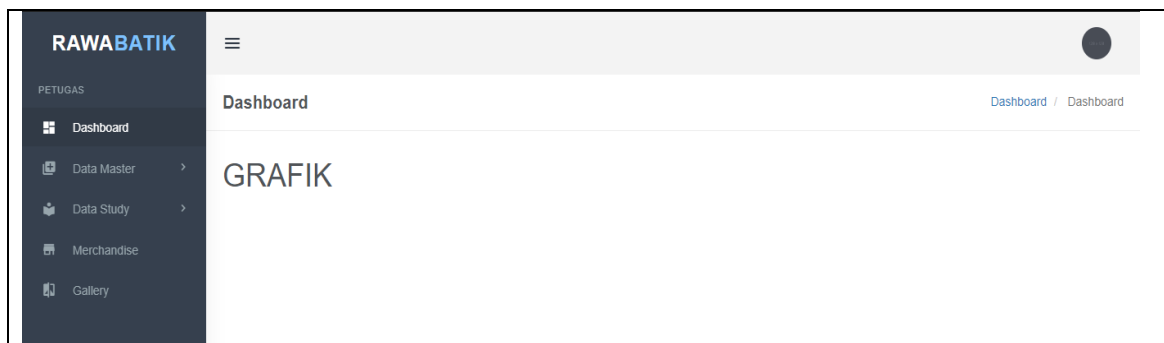 RAWABATIK
PETUGAS
Dashboard
Data Master
Data Study
Merchandise
Gallery
Dashboard
Dashboard / Dashboard
GRAFIK